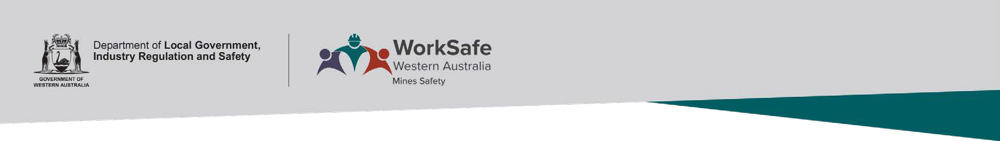 Department of Local Government,
Industry Regulation and Safety
GOVERNMENT OF
WESTERN AUSTRALIA
WorkSafe
Western Australia
Mines Safety